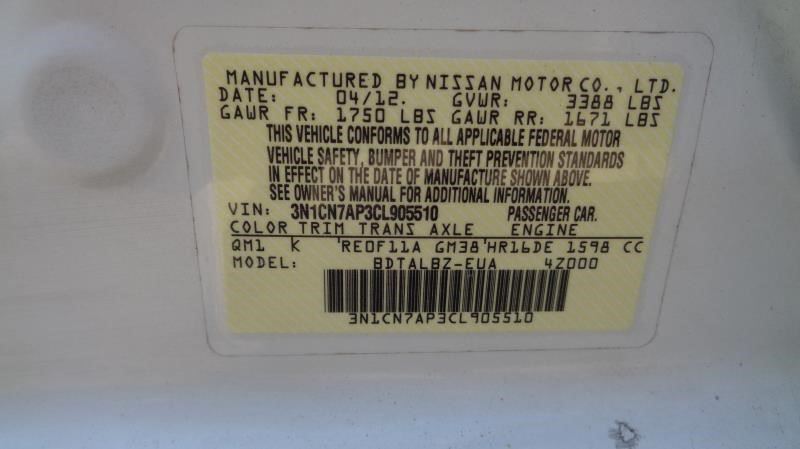 MANUFACTURED BY NISSAN MOTOR CO., LTD.
DATE: 04/12. GVWR: 3388 LBS
GAWR FR: 1750 LBS GAWR RR: 1671 LBS
THIS VEHICLE CONFORMS TO ALL APPLICABLE FEDERAL MOTOR
VEHICLE SAFETY, BUMPER AND THEFT PREVENTION STANDARDS
IN EFFECT ON THE DATE OF MANUFACTURE SHOWN ABOVE.
SEE OWNER'S MANUAL FOR ADDITIONAL INFORMATION.
VIN: 3N1CN7AP3CL905510 PASSENGER CAR.
COLOR TRIM TRANS AXLE ENGINE
QM1 K 'RE0F11A GM38'HR16DE 1598 CC
MODEL: BDTALBZ-EUA 4Z000
3N1CN7AP3CL905510